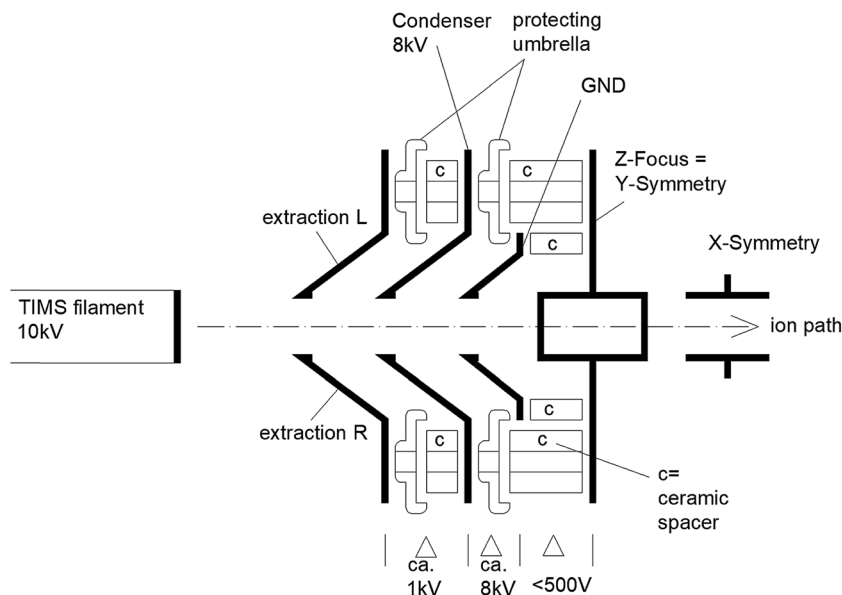 Condenser
8kV
protecting
umbrella
GND
Z-Focus =
Y-Symmetry
c
c
extraction L
c
X-Symmetry
TIMS filament
10kV
ion path
c
extraction R
c
c
c=
ceramic
spacer
ca.
1kV
ca.
8kV
<500V